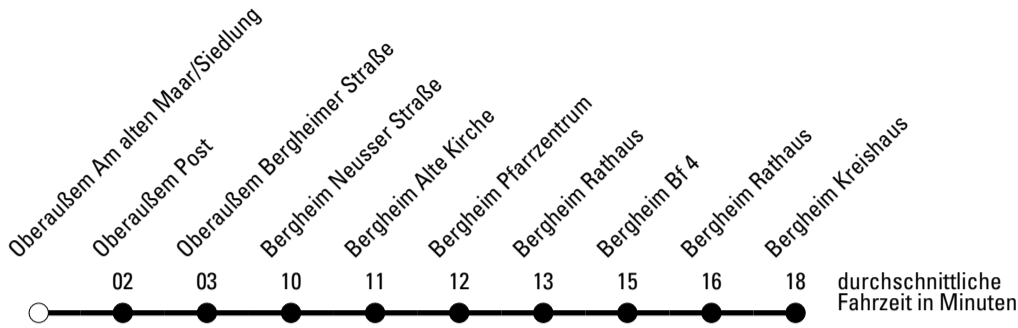 Oberaußem Am alten Maar/Siedlung
Oberaußem Post
Oberaußem Bergheimer Straße
Bergheim Neusser Straße
Bergheim Alte Kirche
Bergheim Pfarrzentrum
Bergheim Rathaus
Bergheim Bf 4
Bergheim Rathaus
Bergheim Kreishaus
02 03 10 11 12 13 15 16 18
durchschnittliche
Fahrzeit in Minuten